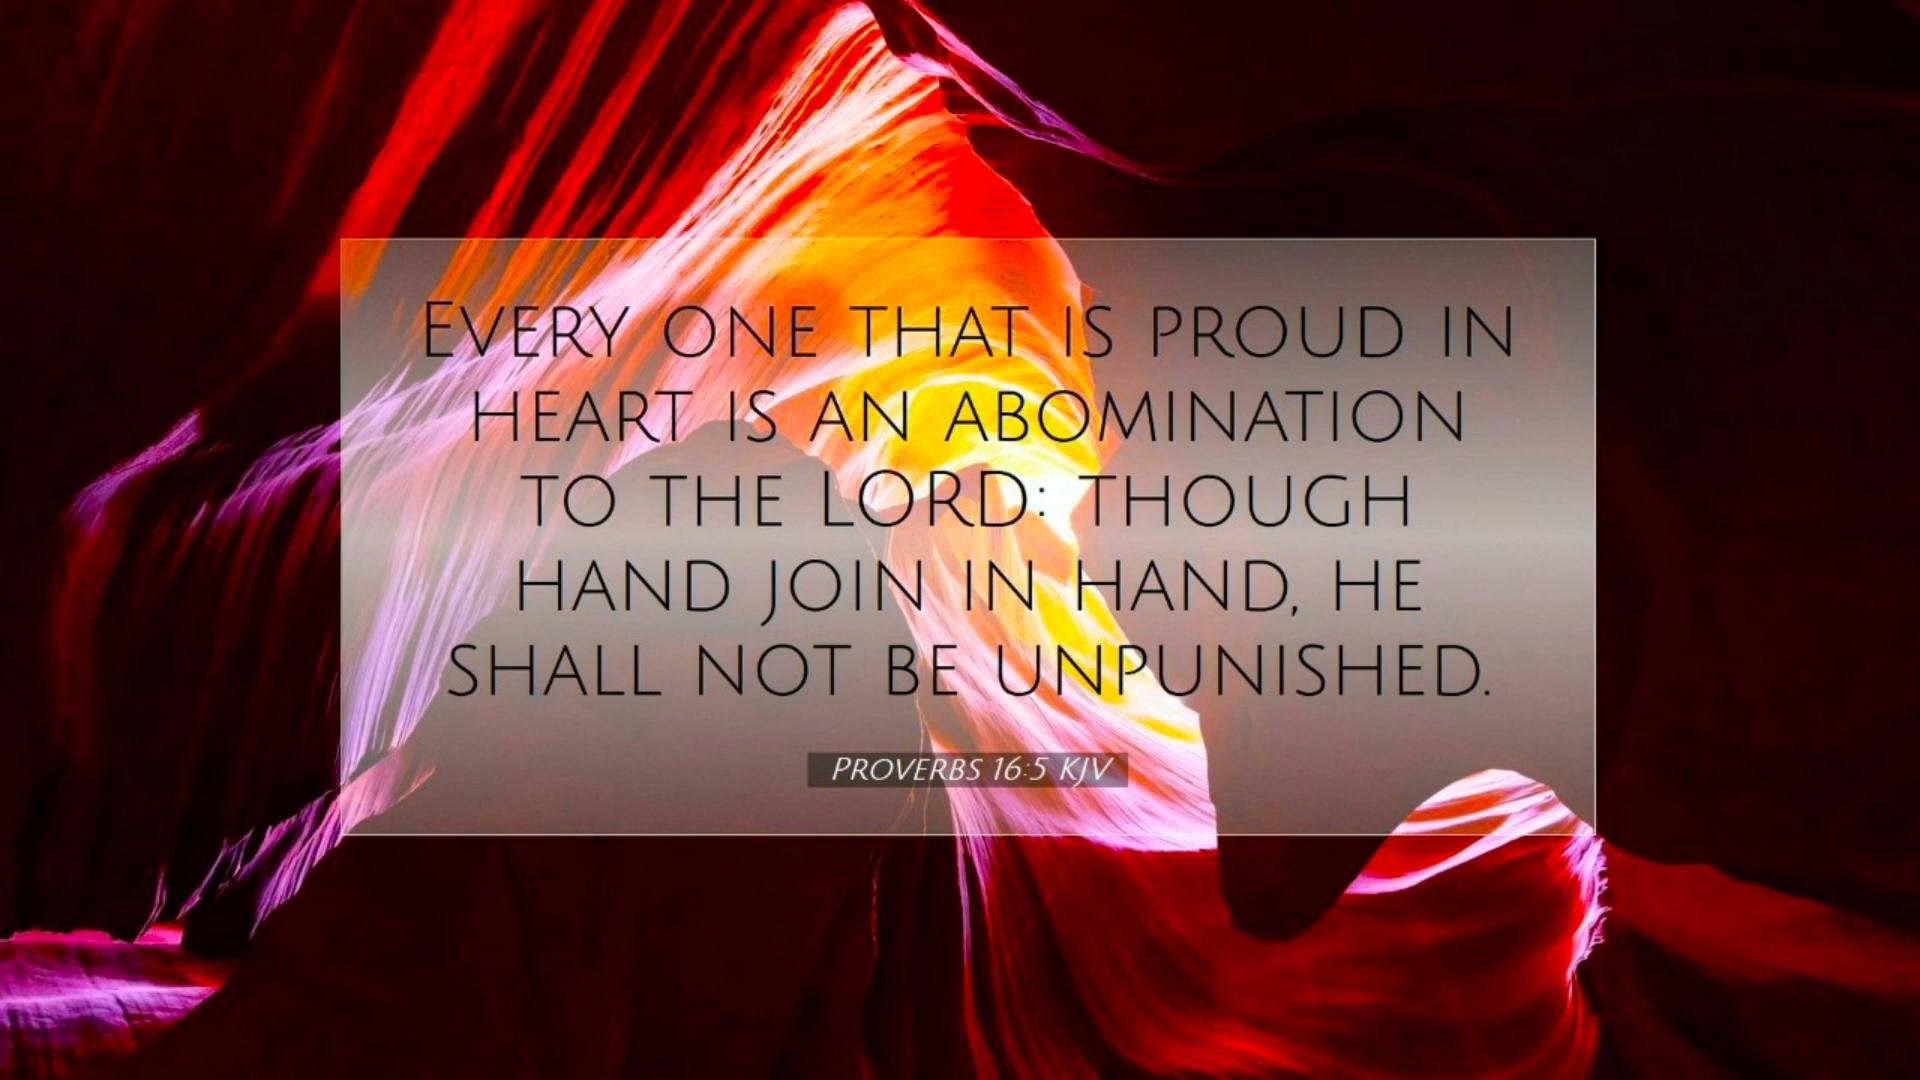 Every one that is proud in
heart is an abomination
to the LORD: though
hand join in hand, he
shall not be unpunished.
Proverbs 16:5 KJV